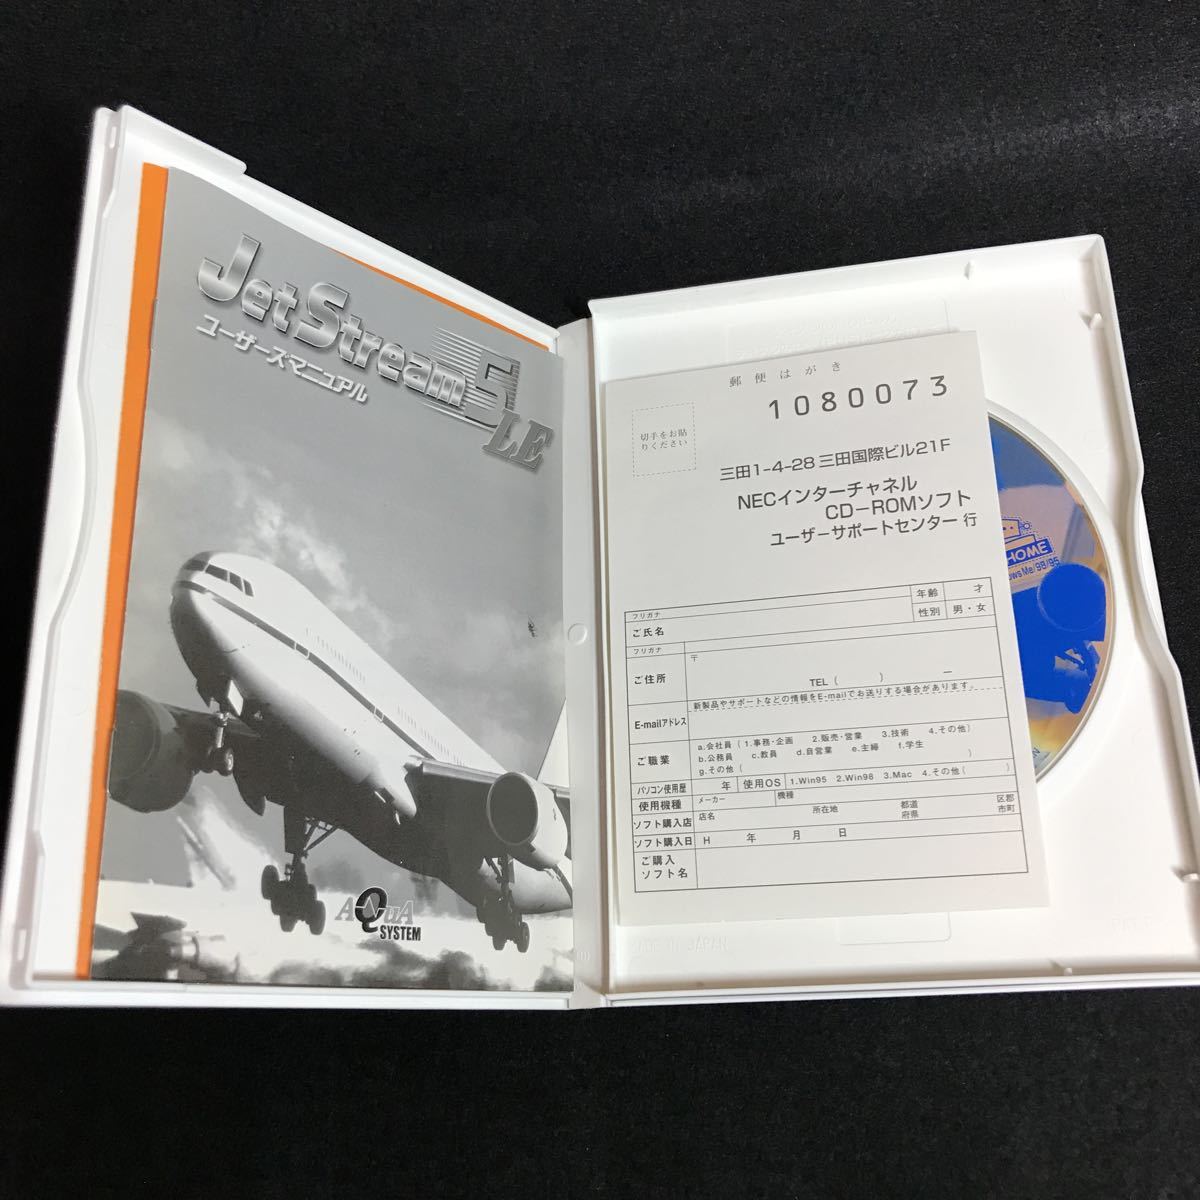 Jet Stream 5 LE
ユーザーズマニュアル
AQUA
SYSTEM
郵便はがき
1080073
切手をお貼
りください
三田1-4-28 三田国際ビル21F
NECインターチャネル
CD-ROMソフト
ユーザーサポートセンター 行
フリガナ
ご氏名
年齢 才
性別 男・女
フリガナ
ご住所
〒
TEL ( ) ー
E-mailアドレス
新製品やサポートなどの情報をE-mailでお送りする場合があります。
ご職業
a.会社員 (1.事務・企画 2.販売・営業 3.技術 4.その他)
b.公務員 c.教員 d.自営業 e.主婦 f.学生
g.その他 ( )
パソコン使用歴 年 使用OS 1.Win95 2.Win98 3.Mac 4.その他 ( )
使用機種 メーカー 機種
ソフト購入店 店名 所在地 都道府県 区郡市町
ソフト購入日 H 年 月 日
ご購入
ソフト名
HOME
ows Me/98/95
MADE IN JAPAN